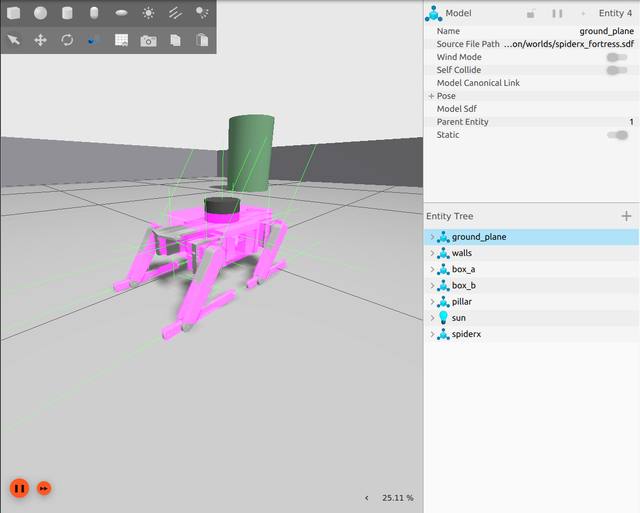 Model Entity 4
Name ground_plane
Source File Path ...on/worlds/spiderx_fortress.sdf
Wind Mode
Self Collide
Model Canonical Link
Pose
Model Sdf
Parent Entity 1
Static
Entity Tree
ground_plane
walls
box_a
box_b
pillar
sun
spiderx
25.11 %